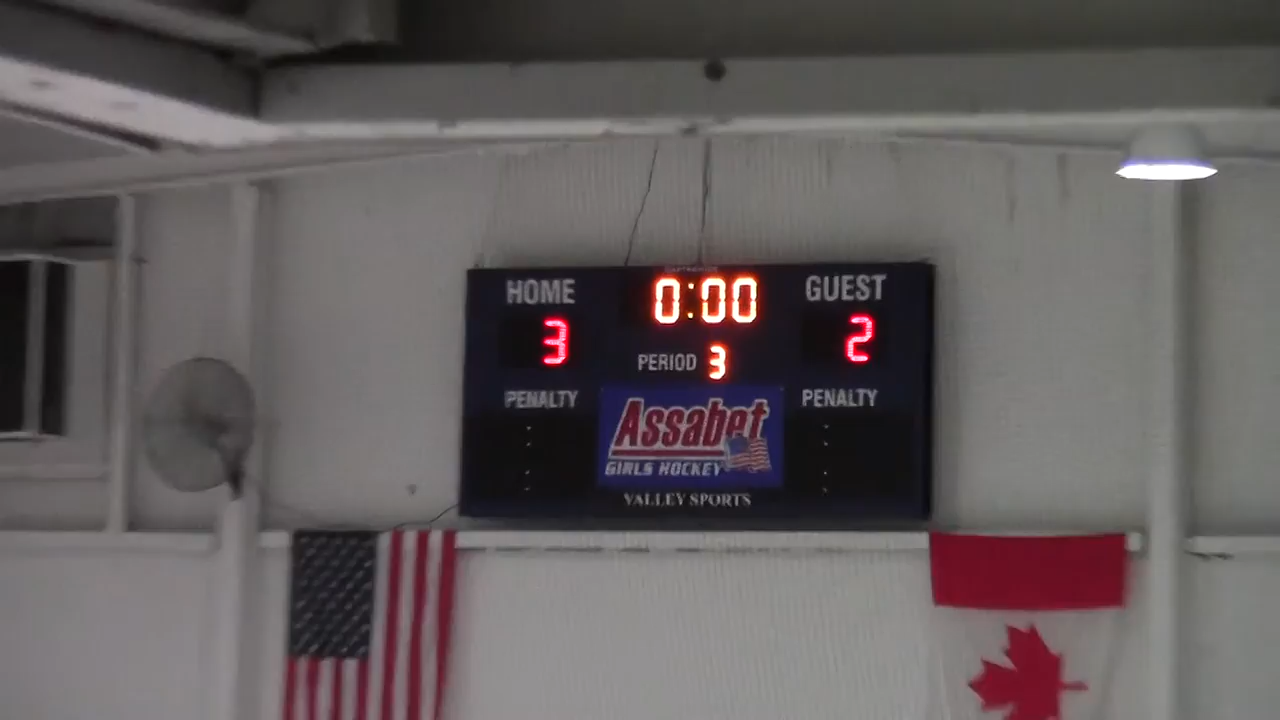 HOME 0:00 GUEST
3 2
PERIOD 3
PENALTY PENALTY
Assabet
GIRLS HOCKEY
VALLEY SPORTS